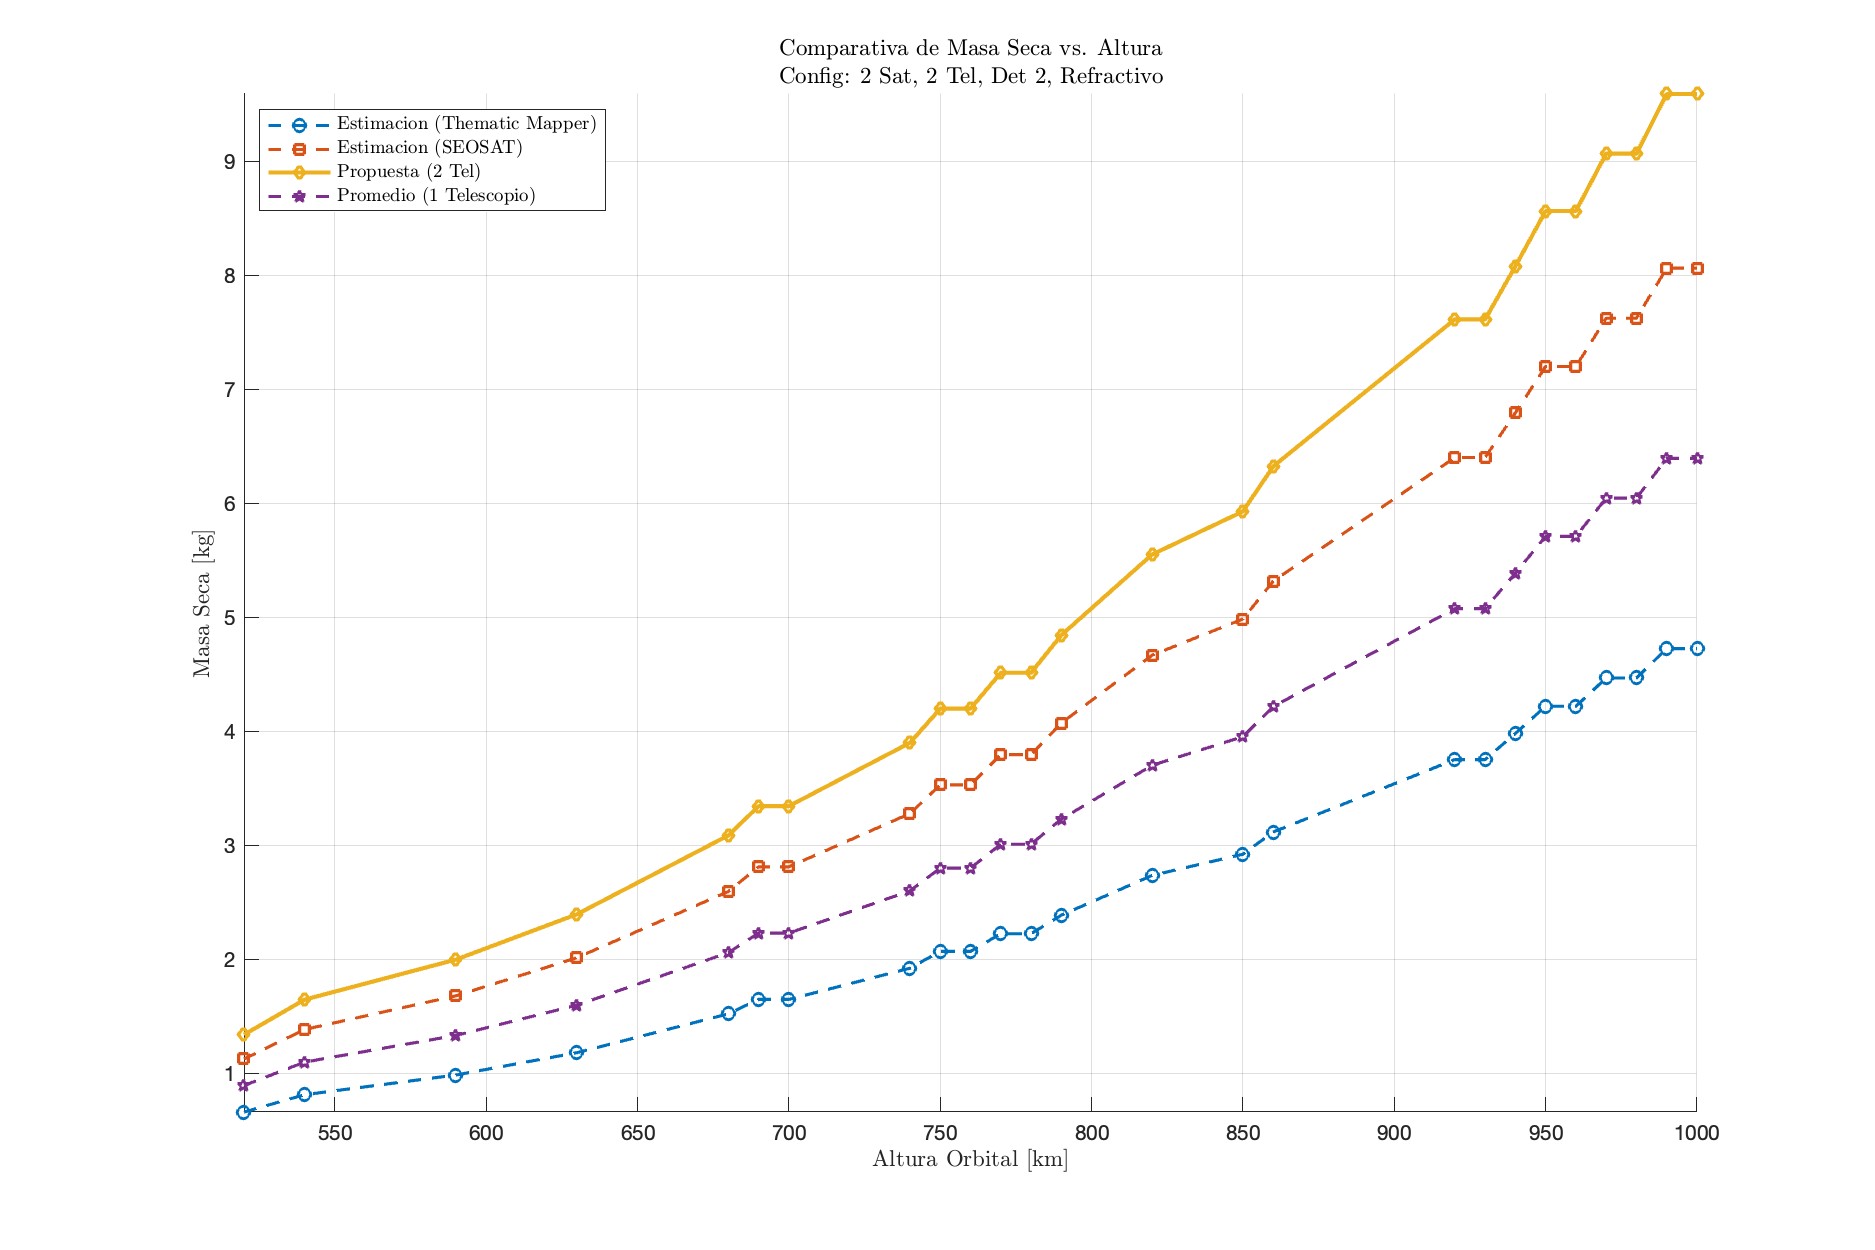 Comparativa de Masa Seca vs. Altura
Config: 2 Sat, 2 Tel, Det 2, Refractivo
Estimacion (Thematic Mapper)
Estimacion (SEOSAT)
Propuesta (2 Tel)
Promedio (1 Telescopio)
Masa Seca [kg]
9
8
7
6
5
4
3
2
1
550 600 650 700 750 800 850 900 950 1000
Altura Orbital [km]